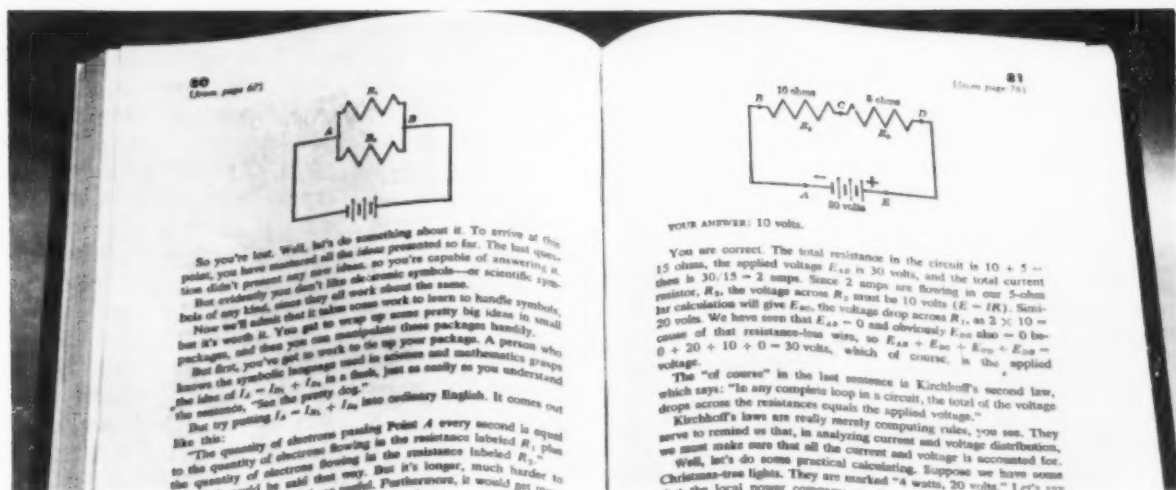 80
[from page 67]
R₁
A
B
R₂
So you're lost. Well, let's do something about it. To arrive at this
point, you have mastered all the ideas presented so far. The last ques-
tion didn't present any new ideas, so you're capable of answering it.
But evidently you don't like electronic symbols—or scientific sym-
bols of any kind, since they all work about the same.
Now we'll admit that it takes some work to learn to handle symbols,
but it's worth it. You get to wrap up some pretty big ideas in small
packages, and then you can manipulate these packages handily.
But first, you've got to work to tie up your package. A person who
knows the symbolic language used in science and mathematics grasps
the idea of in a flash, just as easily as you understand
the sentence, "See the pretty dog."
But try putting into ordinary English. It comes out
like this:
"The quantity of electrons passing Point A every second is equal
to the quantity of electrons flowing in the resistance labeled R₁ plus
the quantity of electrons flowing in the resistance labeled R₂."
be said that way. But it's longer, much harder to
Furthermore, it would get
81
[from page 76]
10 ohms
5 ohms
B
C
D
A
E
− +
30 volts
YOUR ANSWER: 10 volts.
You are correct. The total resistance in the circuit is 10 + 5 =
15 ohms, the applied voltage is 30 volts, and the total current
then is 30/15 = 2 amps. Since 2 amps are flowing in our 5-ohm
resistor, the voltage across must be 10 volts (E = IR). Simi-
lar calculation will give the voltage drop across as 2 × 10 =
20 volts. We have seen that = 0 and obviously also = 0 be-
cause of that resistance-less wire, so
0 + 20 + 10 + 0 = 30 volts, which of course, is the applied
voltage.
The "of course" in the last sentence is Kirchhoff's second law,
which says: "In any complete loop in a circuit, the total of the voltage
drops across the resistances equals the applied voltage."
Kirchhoff's laws are really merely computing rules, you see. They
serve to remind us that, in analyzing current and voltage distribution,
we must make sure that all the current and voltage is accounted for.
Well, let's do some practical calculating. Suppose we have some
Christmas-tree lights. They are marked "4 watts, 20 volts." Let's say
the local power company